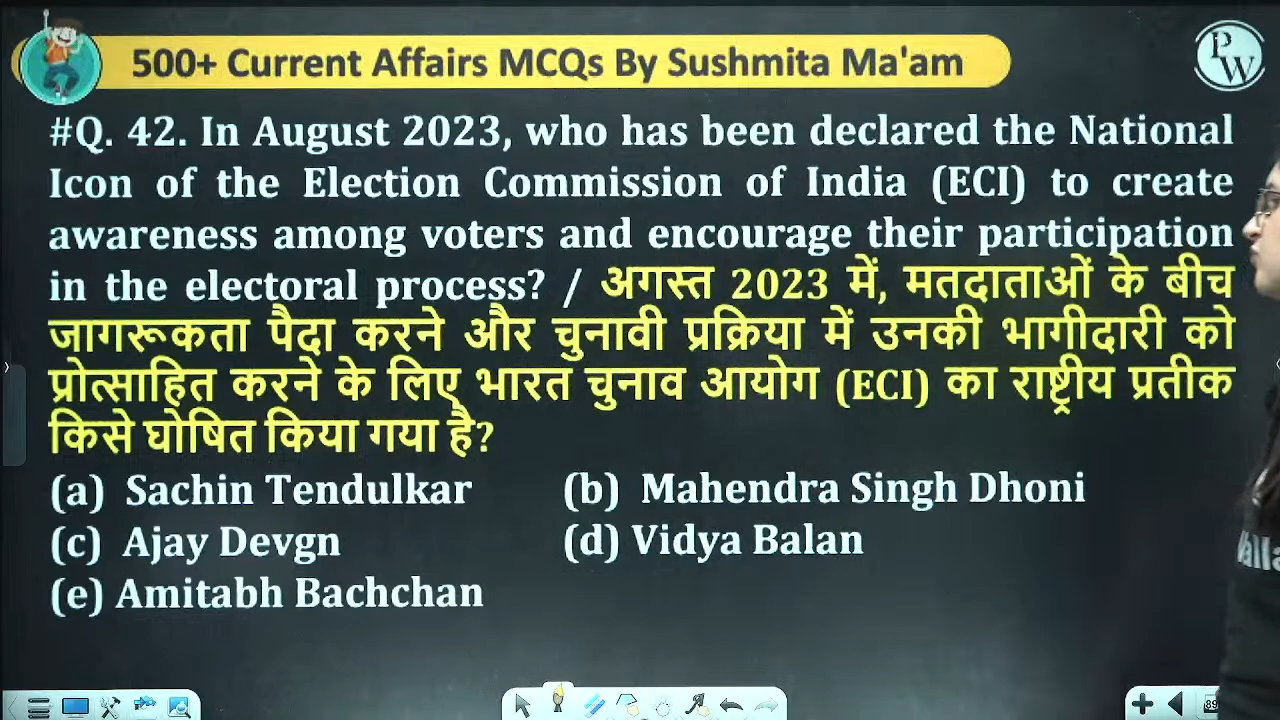 500+ Current Affairs MCQs By Sushmita Ma'am
PW
#Q. 42. In August 2023, who has been declared the National
Icon of the Election Commission of India (ECI) to create
awareness among voters and encourage their participation
in the electoral process? / अगस्त 2023 में, मतदाताओं के बीच
जागरूकता पैदा करने और चुनावी प्रक्रिया में उनकी भागीदारी को
प्रोत्साहित करने के लिए भारत चुनाव आयोग (ECI) का राष्ट्रीय प्रतीक
किसे घोषित किया गया है?
(a) Sachin Tendulkar (b) Mahendra Singh Dhoni
(c) Ajay Devgn (d) Vidya Balan
(e) Amitabh Bachchan